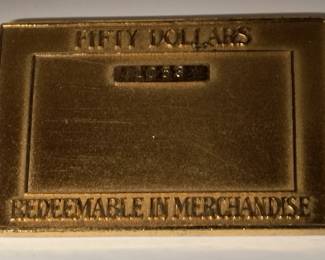 FIFTY DOLLARS
REDEEMABLE IN MERCHANDISE